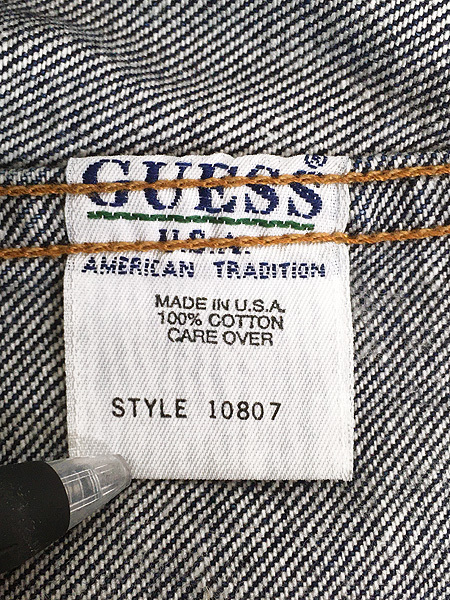 GUESS®
U.S.A.
AMERICAN TRADITION
MADE IN U.S.A.
100% COTTON
CARE OVER
STYLE 10807